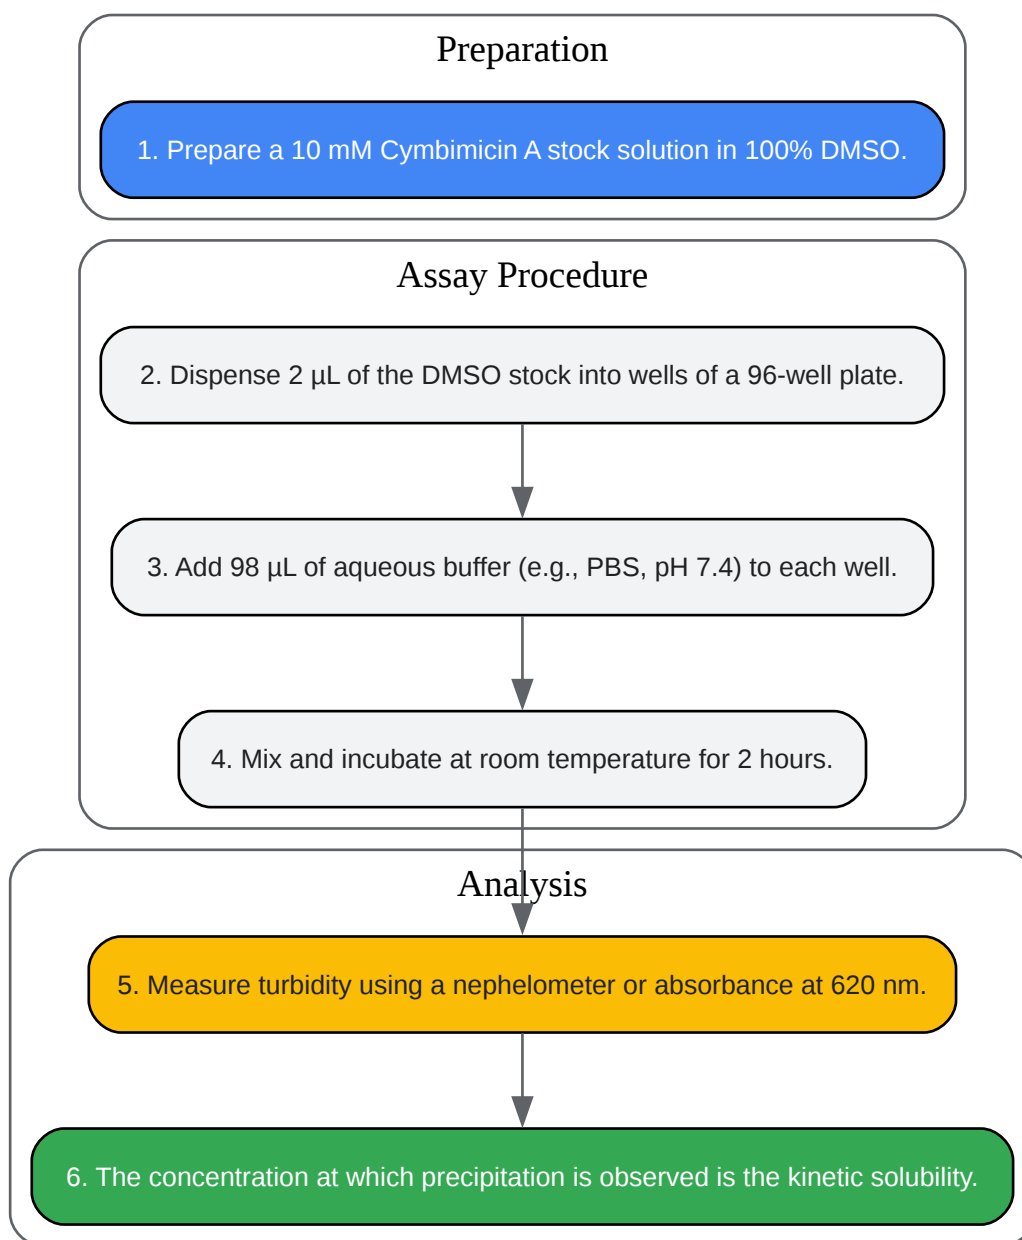 Preparation
1. Prepare a 10 mM Cymbimicin A stock solution in 100% DMSO.
Assay Procedure
2. Dispense 2 µL of the DMSO stock into wells of a 96-well plate.
3. Add 98 µL of aqueous buffer (e.g., PBS, pH 7.4) to each well.
4. Mix and incubate at room temperature for 2 hours.
Analysis
5. Measure turbidity using a nephelometer or absorbance at 620 nm.
6. The concentration at which precipitation is observed is the kinetic solubility.